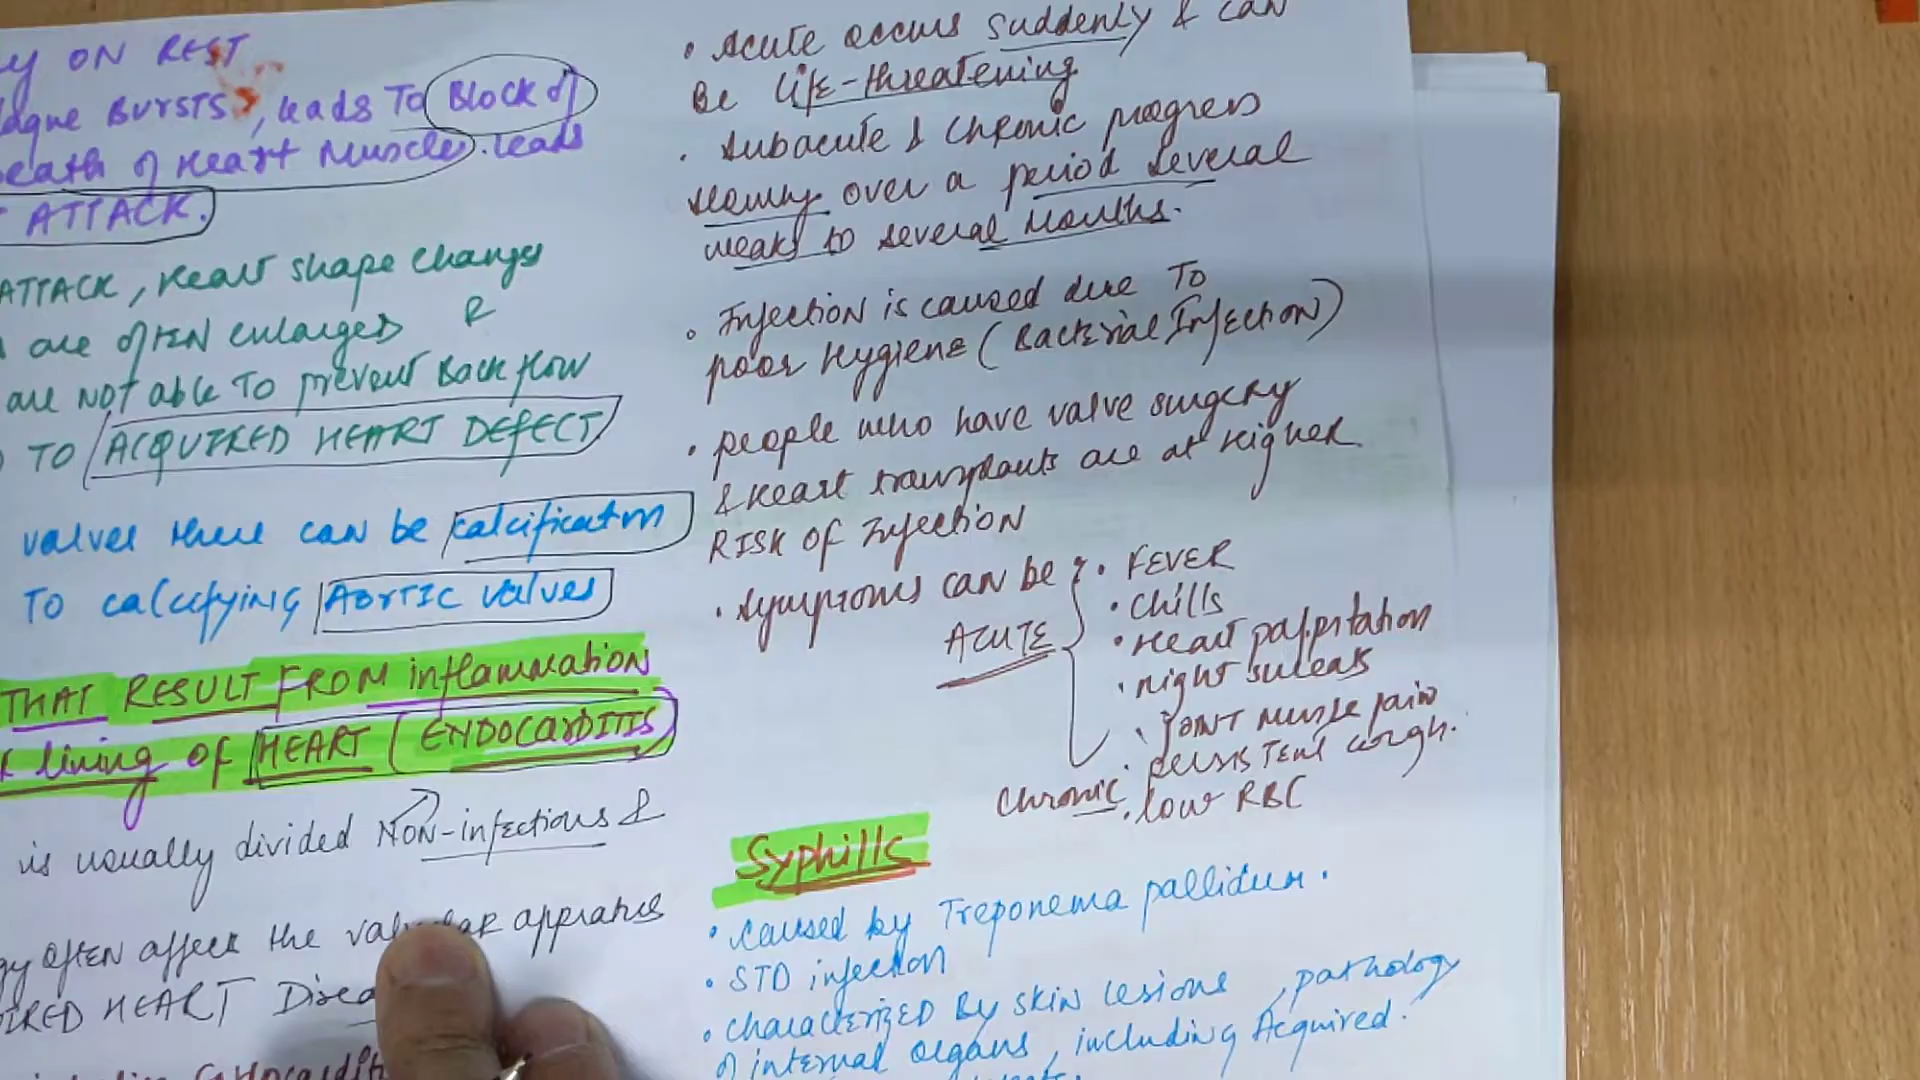 ON REST
BURSTS, leads TO Block of
eath of Heart Muscle. leads
ATTACK.
ATTACK, Heart shape changes
are often enlarged &
are NOT able TO prevent Back flow
TO ACQUIRED HEART DEFECT
valves there can be calcification
TO calcifying AORTIC valves
THAT RESULT FROM inflammation
lining of HEART (ENDOCARDITIS)
is usually divided NON-infectious &
often affect the appratus
IRED HEART Disea
• Acute occurs suddenly & can
Be Life-threatening
• Subacute & Chronic progress
slowly over a period several
weaks to several Months.
• Infection is caused due To
poor Hygiene (Bacterial Infection)
• people who have valve surgery
& Heart transplants are at Higher
RISK OF Infection
• Symptoms can be
ACUTE
• FEVER
• Chills
• Heart palpitation
• night sweats
• JOINT Muscle pain
• persisTent cough.
Chronic • low RBC
Syphills
• caused by Treponema pallidum.
• STD infection
• characterized By skin lesions, pathology
of internal organs, including Acquired.